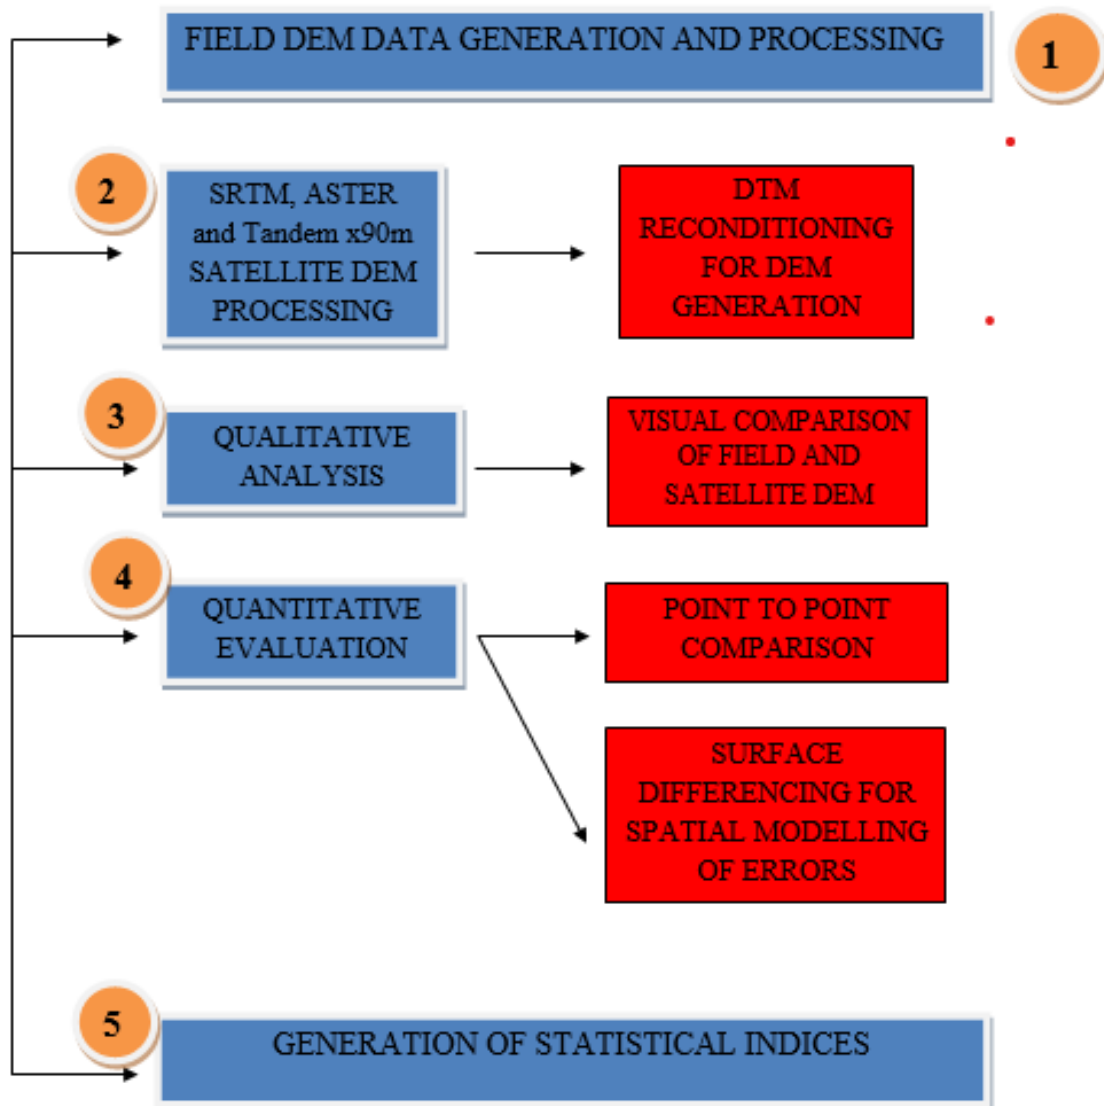 FIELD DEM DATA GENERATION AND PROCESSING
1
2
SRTM, ASTER
and Tandem x90m
SATELLITE DEM
PROCESSING
DTM
RECONDITIONING
FOR DEM
GENERATION
3
QUALITATIVE
ANALYSIS
VISUAL COMPARISON
OF FIELD AND
SATELLITE DEM
4
QUANTITATIVE
EVALUATION
POINT TO POINT
COMPARISON
SURFACE
DIFFERENCING FOR
SPATIAL MODELLING
OF ERRORS
5
GENERATION OF STATISTICAL INDICES